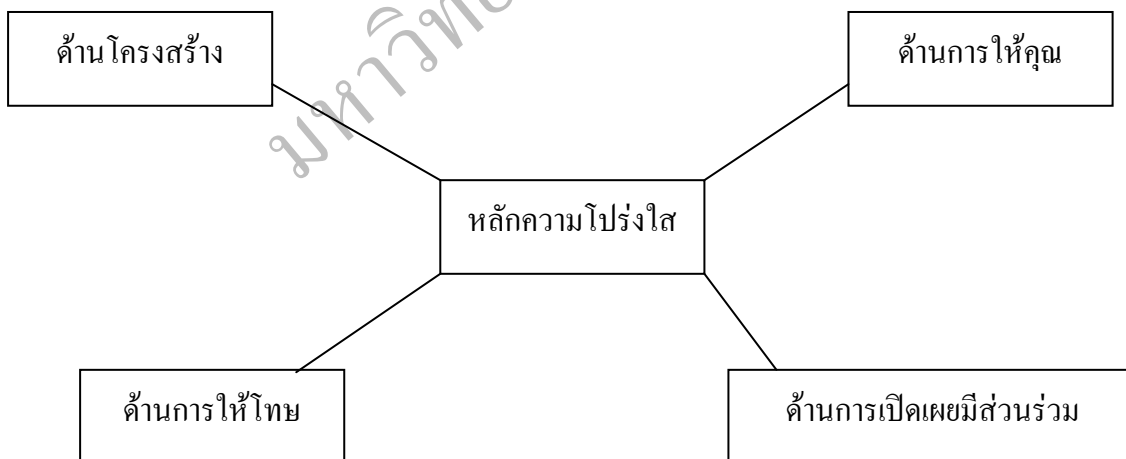 ด้านโครงสร้าง
ด้านการให้คุณ
หลักความโปร่งใส
ด้านการให้โทษ
ด้านการเปิดเผยมีส่วนร่วม